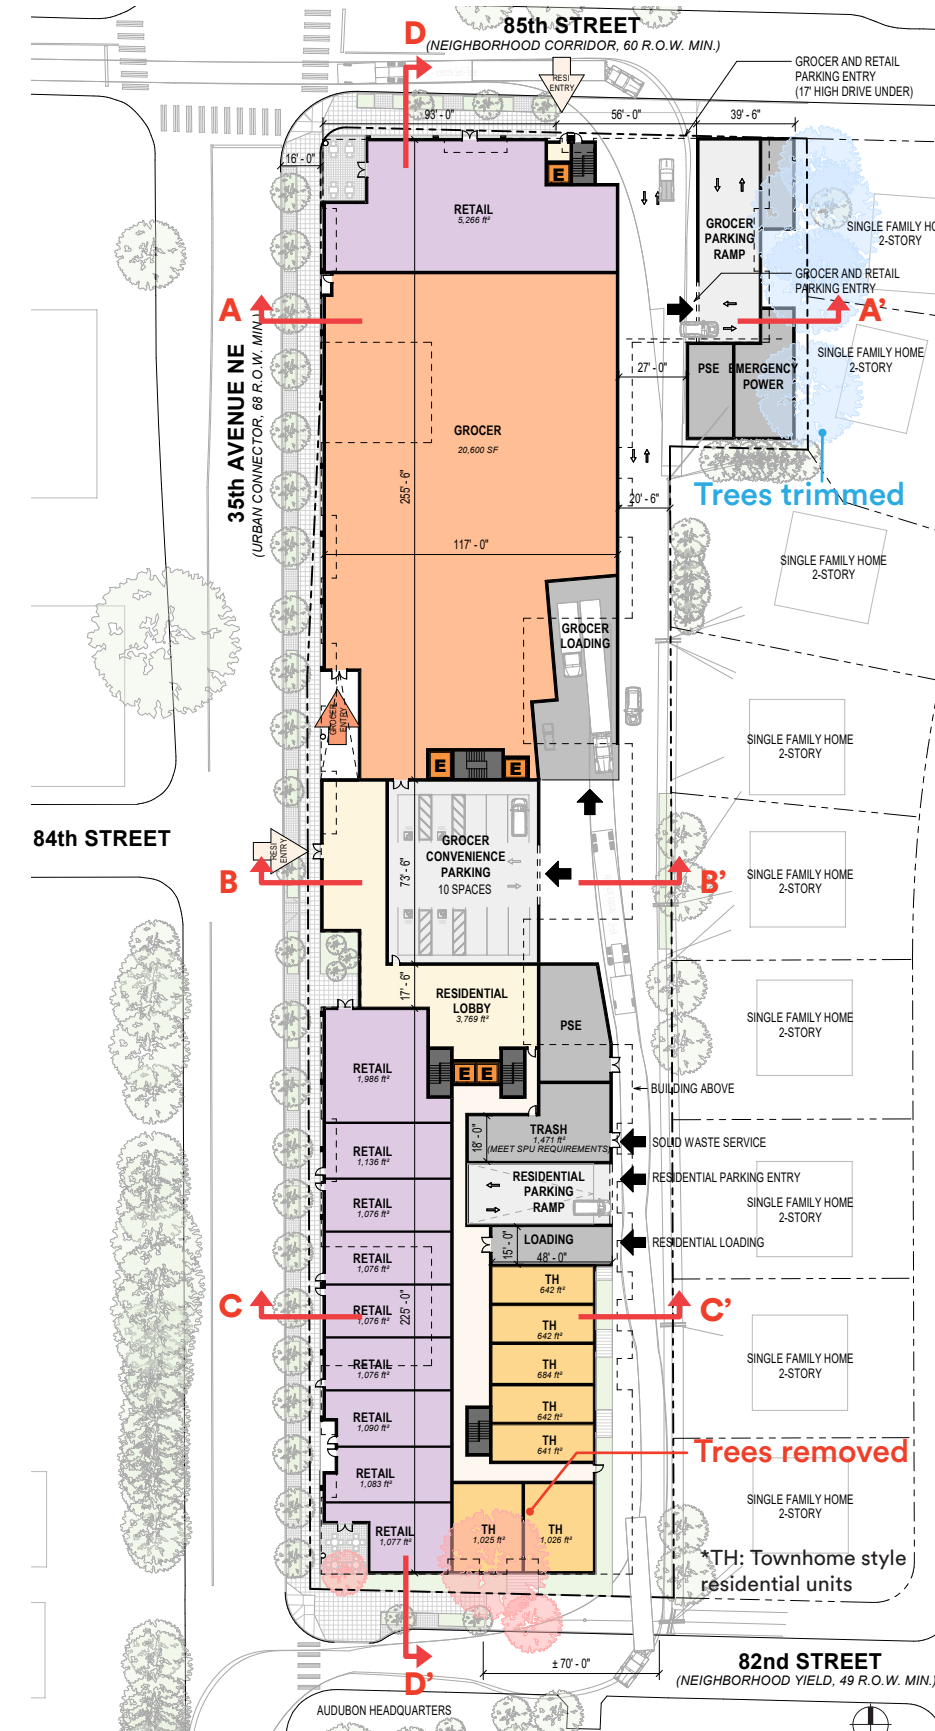 85th STREET
(NEIGHBORHOOD CORRIDOR, 60 R.O.W. MIN.)
D
RESI
ENTRY
GROCER AND RETAIL
PARKING ENTRY
(17' HIGH DRIVE UNDER)
93' - 0"
56' - 0"
39' - 6"
16' - 0"
E
RETAIL
5,266 ft²
GROCER
PARKING
RAMP
SINGLE FAMILY HO
2-STORY
GROCER AND RETAIL
PARKING ENTRY
A
A'
35th AVENUE NE
(URBAN CONNECTOR, 68 R.O.W. MIN.)
SINGLE FAMILY HOME
2-STORY
27' - 0"
PSE
EMERGENCY
POWER
GROCER
20,600 SF
255' - 6"
20' - 6"
Trees trimmed
117' - 0"
SINGLE FAMILY HOME
2-STORY
GROCER
LOADING
GROCER
ENTRY
SINGLE FAMILY HOME
2-STORY
E
E
84th STREET
RESI
ENTRY
GROCER
CONVENIENCE
PARKING
10 SPACES
73' - 6"
B
B'
SINGLE FAMILY HOME
2-STORY
17' - 6"
RESIDENTIAL
LOBBY
3,769 ft²
PSE
SINGLE FAMILY HOME
2-STORY
RETAIL
1,986 ft²
E E
BUILDING ABOVE
18' - 0"
TRASH
1,471 ft²
(MEET SPU REQUIREMENTS)
SOLID WASTE SERVICE
RETAIL
1,136 ft²
RESIDENTIAL
PARKING
RAMP
RESIDENTIAL PARKING ENTRY
RETAIL
1,076 ft²
SINGLE FAMILY HOME
2-STORY
15' - 0"
LOADING
48' - 0"
RESIDENTIAL LOADING
RETAIL
1,076 ft²
TH
642 ft²
C
C'
RETAIL
1,076 ft²
225' - 0"
TH
642 ft²
RETAIL
1,076 ft²
TH
684 ft²
SINGLE FAMILY HOME
2-STORY
RETAIL
1,090 ft²
TH
642 ft²
TH
641 ft²
Trees removed
RETAIL
1,083 ft²
SINGLE FAMILY HOME
2-STORY
RETAIL
1,077 ft²
TH
1,025 ft²
TH
1,026 ft²
*TH: Townhome style
residential units
D'
± 70' - 0"
82nd STREET
(NEIGHBORHOOD YIELD, 49 R.O.W. MIN.)
AUDUBON HEADQUARTERS